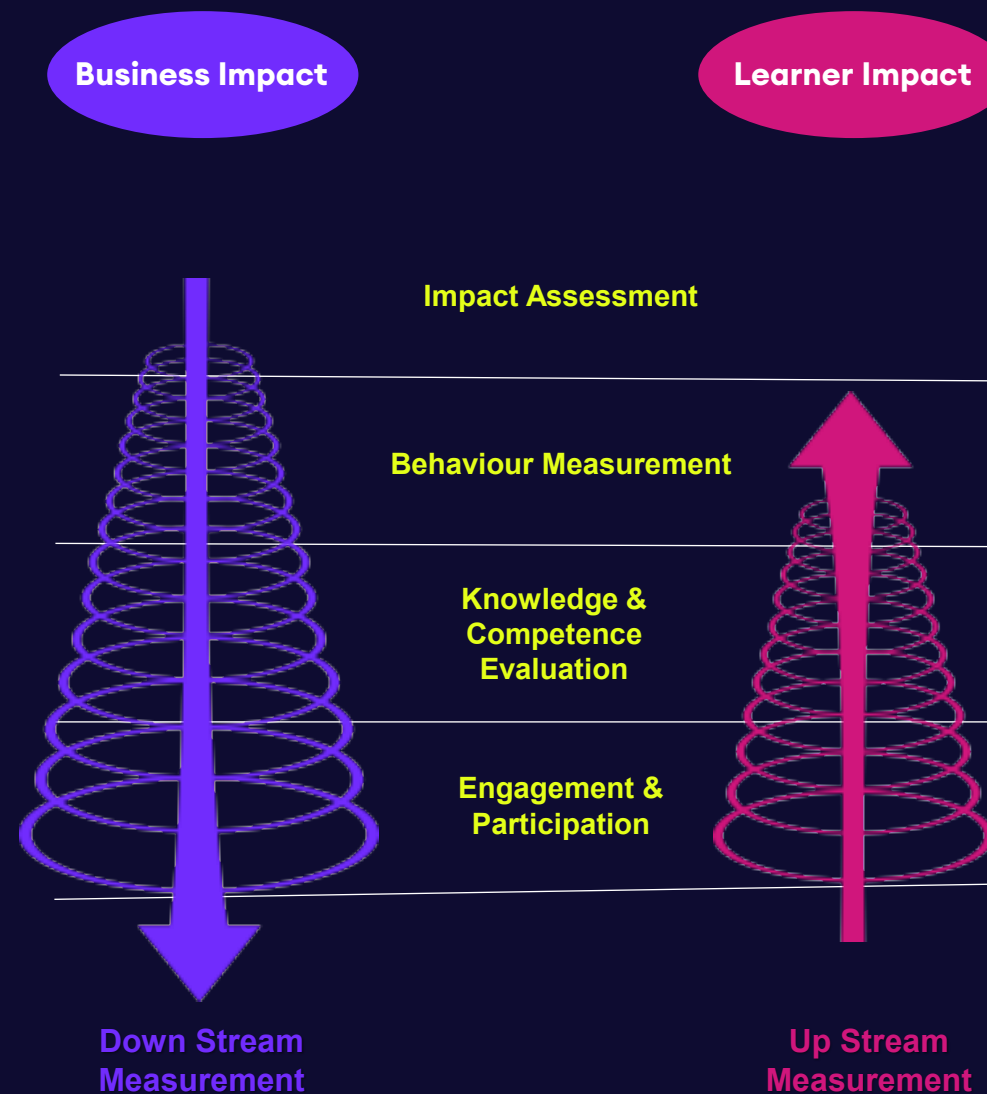 Business Impact
Learner Impact
Impact Assessment
Behaviour Measurement
Knowledge &
Competence
Evaluation
Engagement &
Participation
Down Stream
Measurement
Up Stream
Measurement